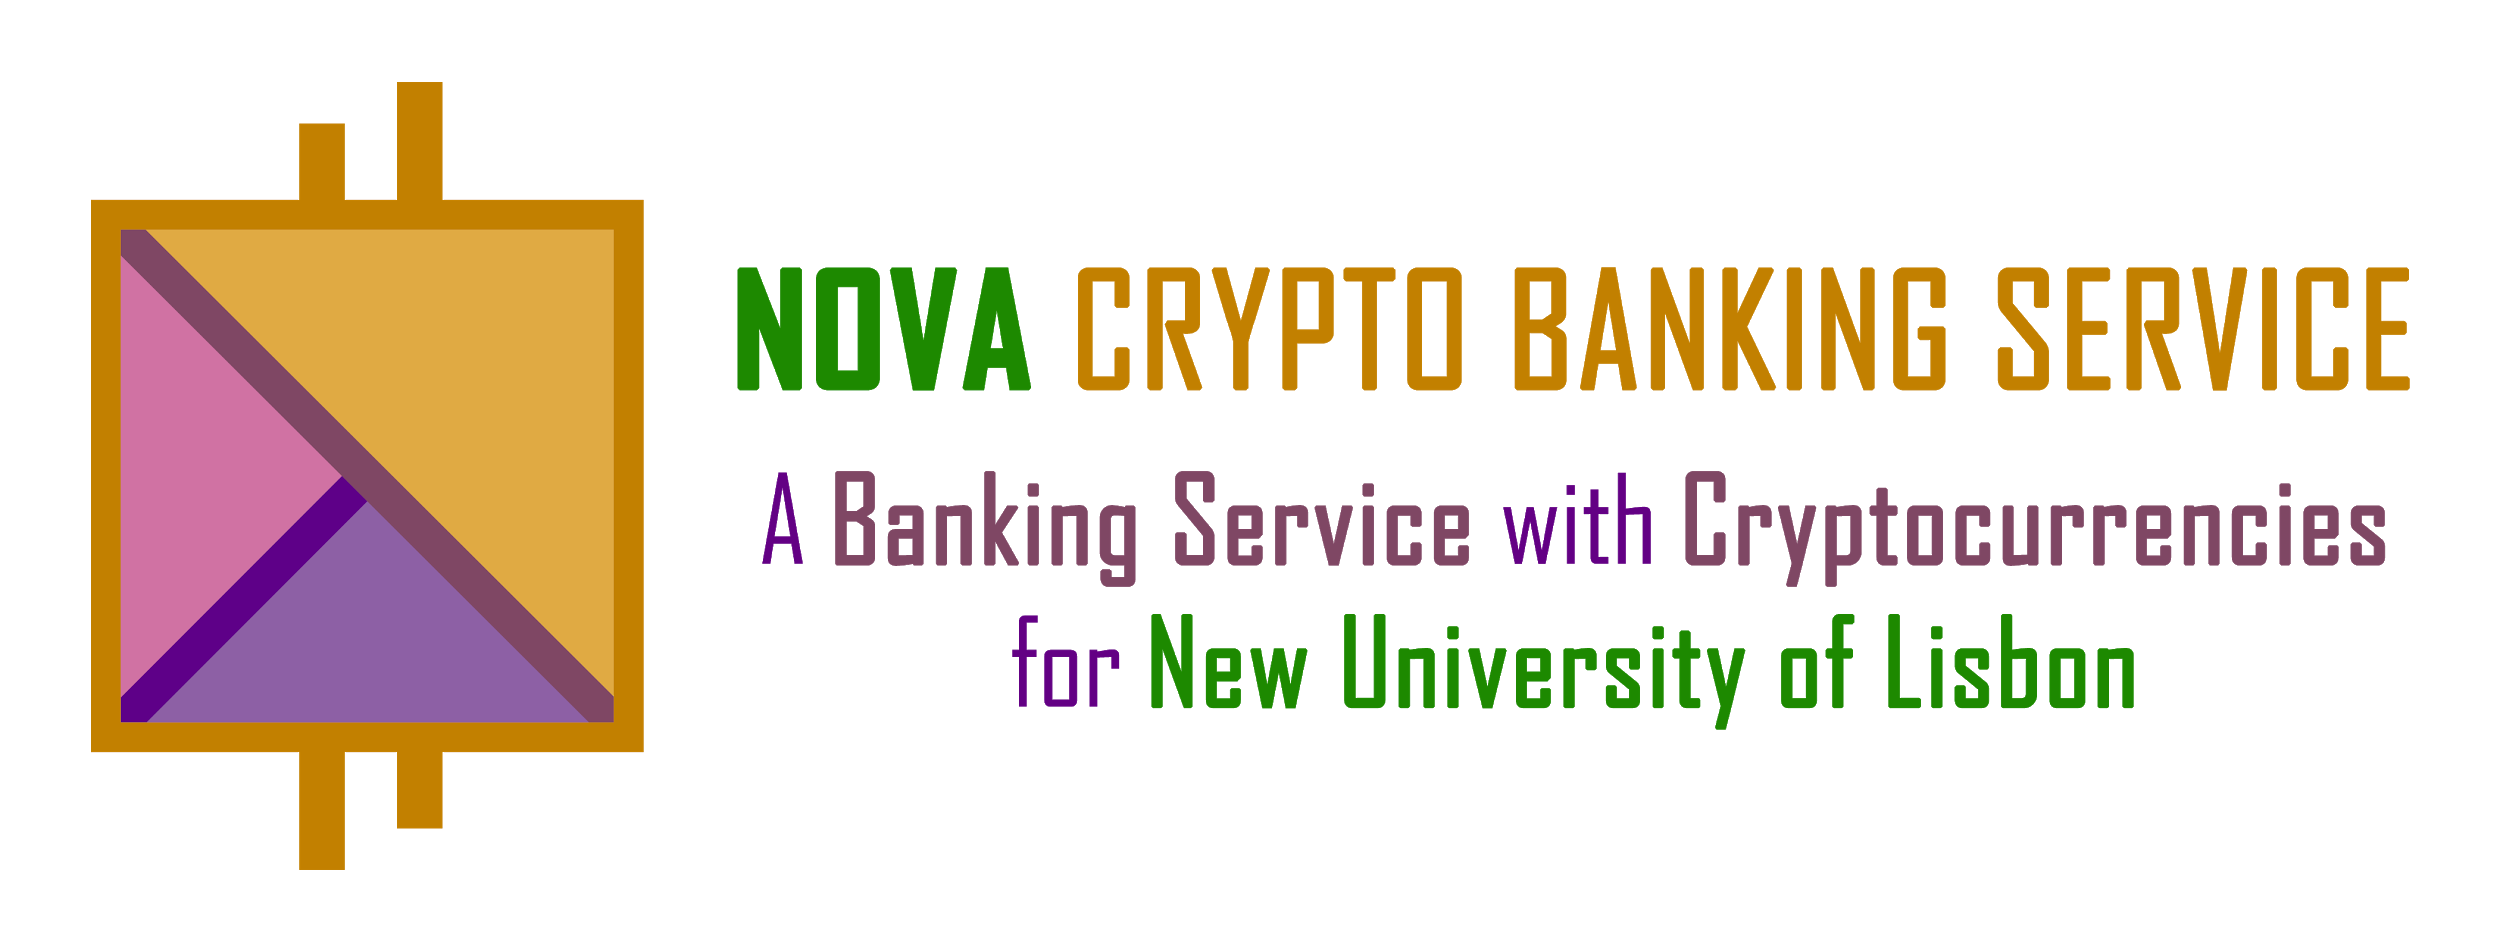 NOVA CRYPTO BANKING SERVICE
A Banking Service with Cryptocurrencies
for New University of Lisbon